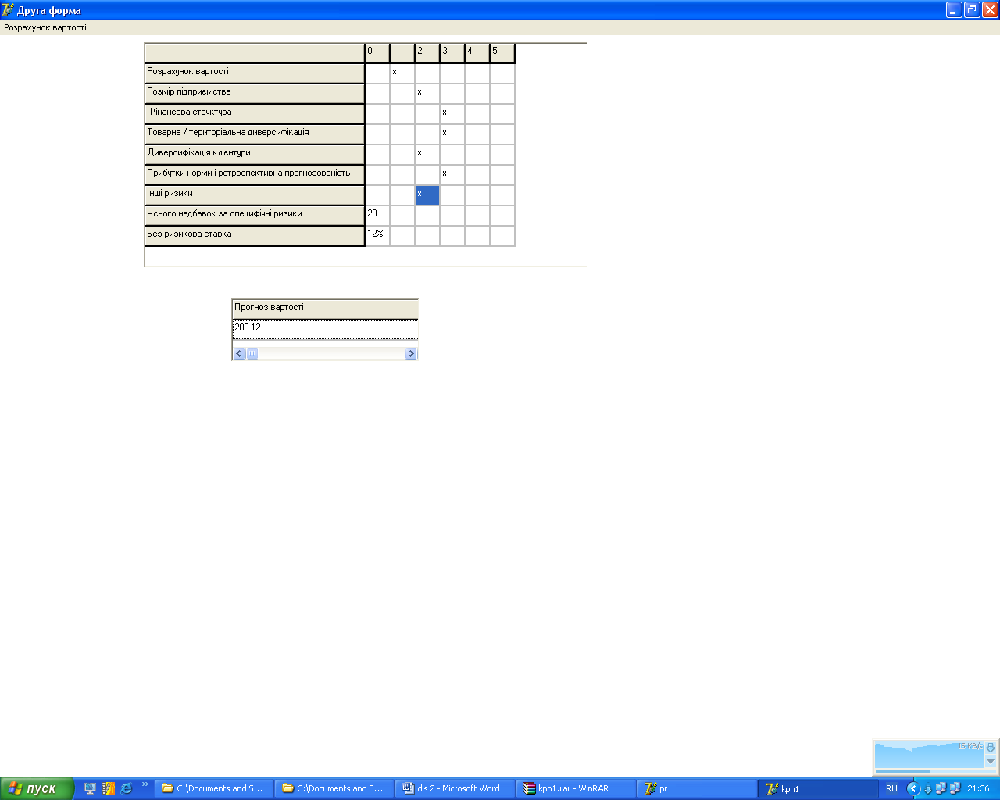 Друга форма
Розрахунок вартості
0 1 2 3 4 5
Розрахунок вартості x
Розмір підприємства x
Фінансова структура x
Товарна / територіальна диверсифікація x
Диверсифікація клієнтури x
Прибутки норми і ретроспективна прогнозованість x
Інші ризики x
Усього надбавок за специфічні ризики 28
Без ризикова ставка 12%
Прогноз вартості
209.12
15 KB/s
пуск
C:\Documents and S...
C:\Documents and S...
dis 2 - Microsoft Word
kph1.rar - WinRAR
pr
kph1
RU
21:36